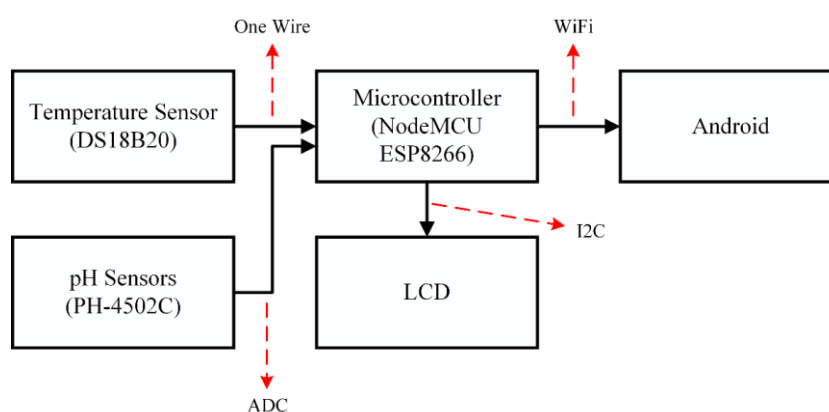 One Wire
WiFi
Temperature Sensor
(DS18B20)
Microcontroller
(NodeMCU
ESP8266)
Android
I2C
pH Sensors
(PH-4502C)
LCD
ADC